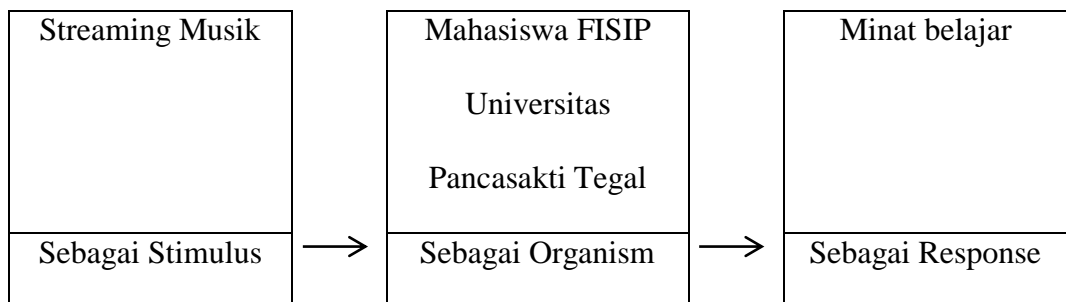 Streaming Musik
Sebagai Stimulus
Mahasiswa FISIP
Universitas
Pancasakti Tegal
Sebagai Organism
Minat belajar
Sebagai Response